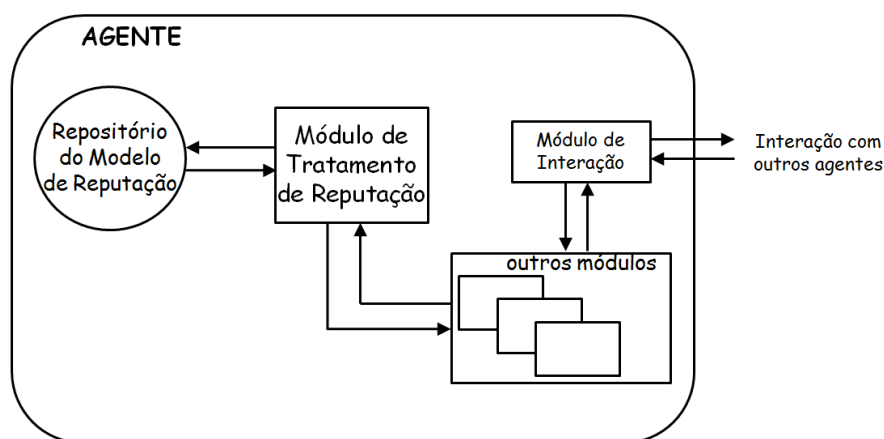 AGENTE
Repositório
do Modelo
de Reputação
Módulo de
Tratamento
de Reputação
Módulo de
Interação
Interação com
outros agentes
outros módulos